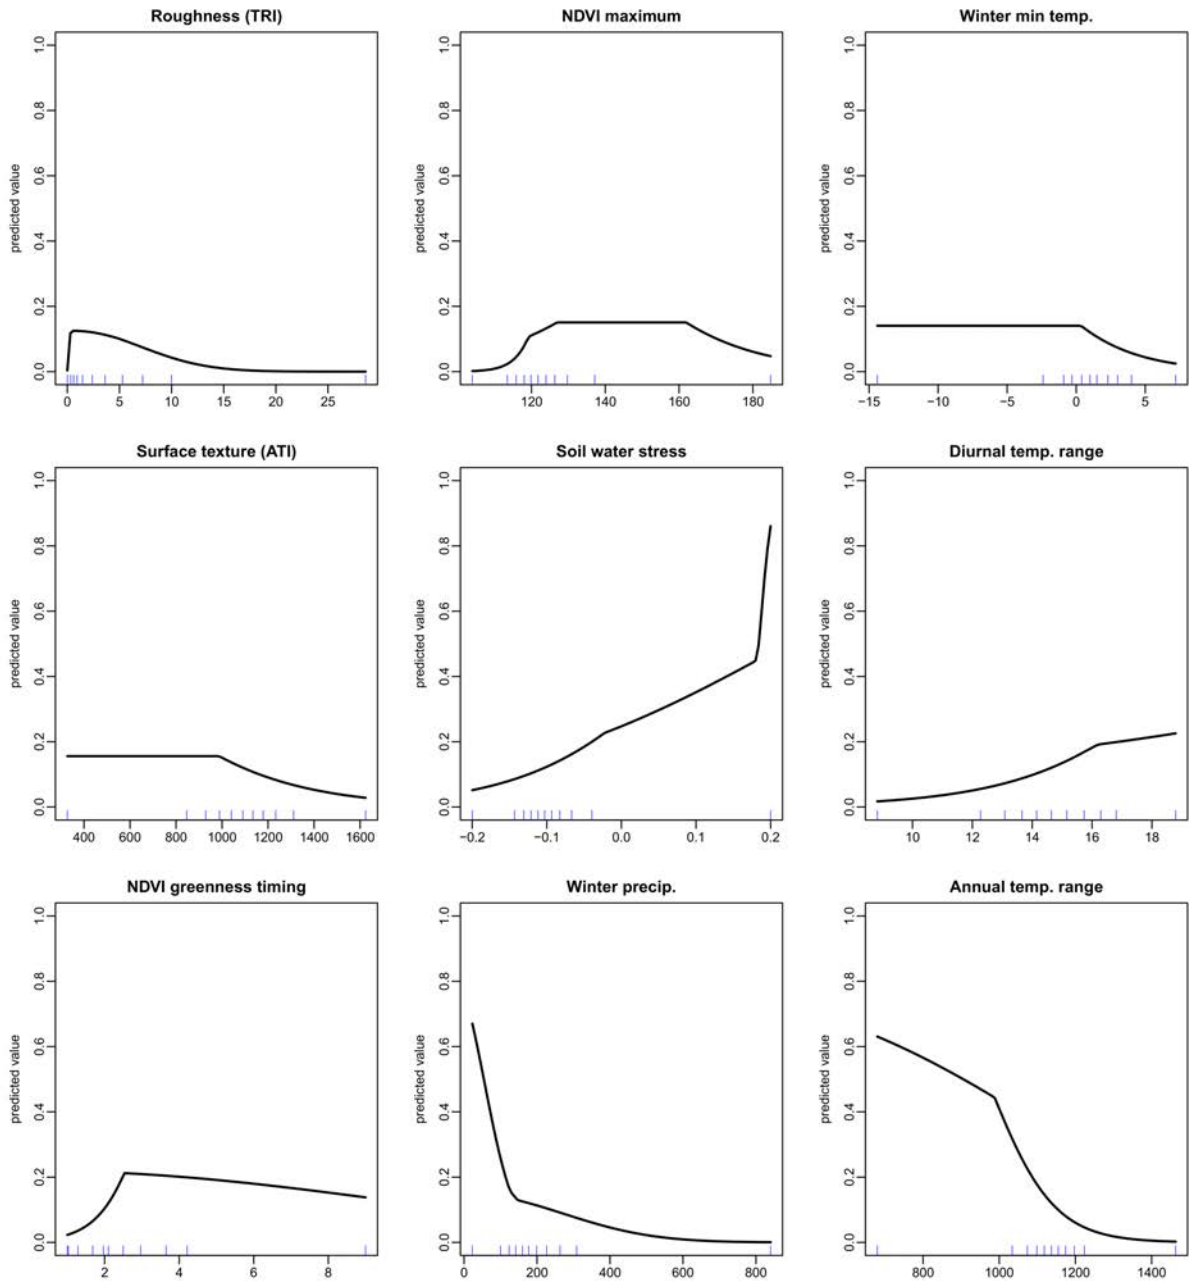 Roughness (TRI)
NDVI maximum
Winter min temp.
predicted value
0.0 0.2 0.4 0.6 0.8 1.0
0 5 10 15 20 25
predicted value
0.0 0.2 0.4 0.6 0.8 1.0
120 140 160 180
predicted value
0.0 0.2 0.4 0.6 0.8 1.0
−15 −10 −5 0 5
Surface texture (ATI)
Soil water stress
Diurnal temp. range
predicted value
0.0 0.2 0.4 0.6 0.8 1.0
400 600 800 1000 1200 1400 1600
predicted value
0.0 0.2 0.4 0.6 0.8 1.0
−0.2 −0.1 0.0 0.1 0.2
predicted value
0.0 0.2 0.4 0.6 0.8 1.0
10 12 14 16 18
NDVI greenness timing
Winter precip.
Annual temp. range
predicted value
0.0 0.2 0.4 0.6 0.8 1.0
2 4 6 8
predicted value
0.0 0.2 0.4 0.6 0.8 1.0
0 200 400 600 800
predicted value
0.0 0.2 0.4 0.6 0.8 1.0
800 1000 1200 1400